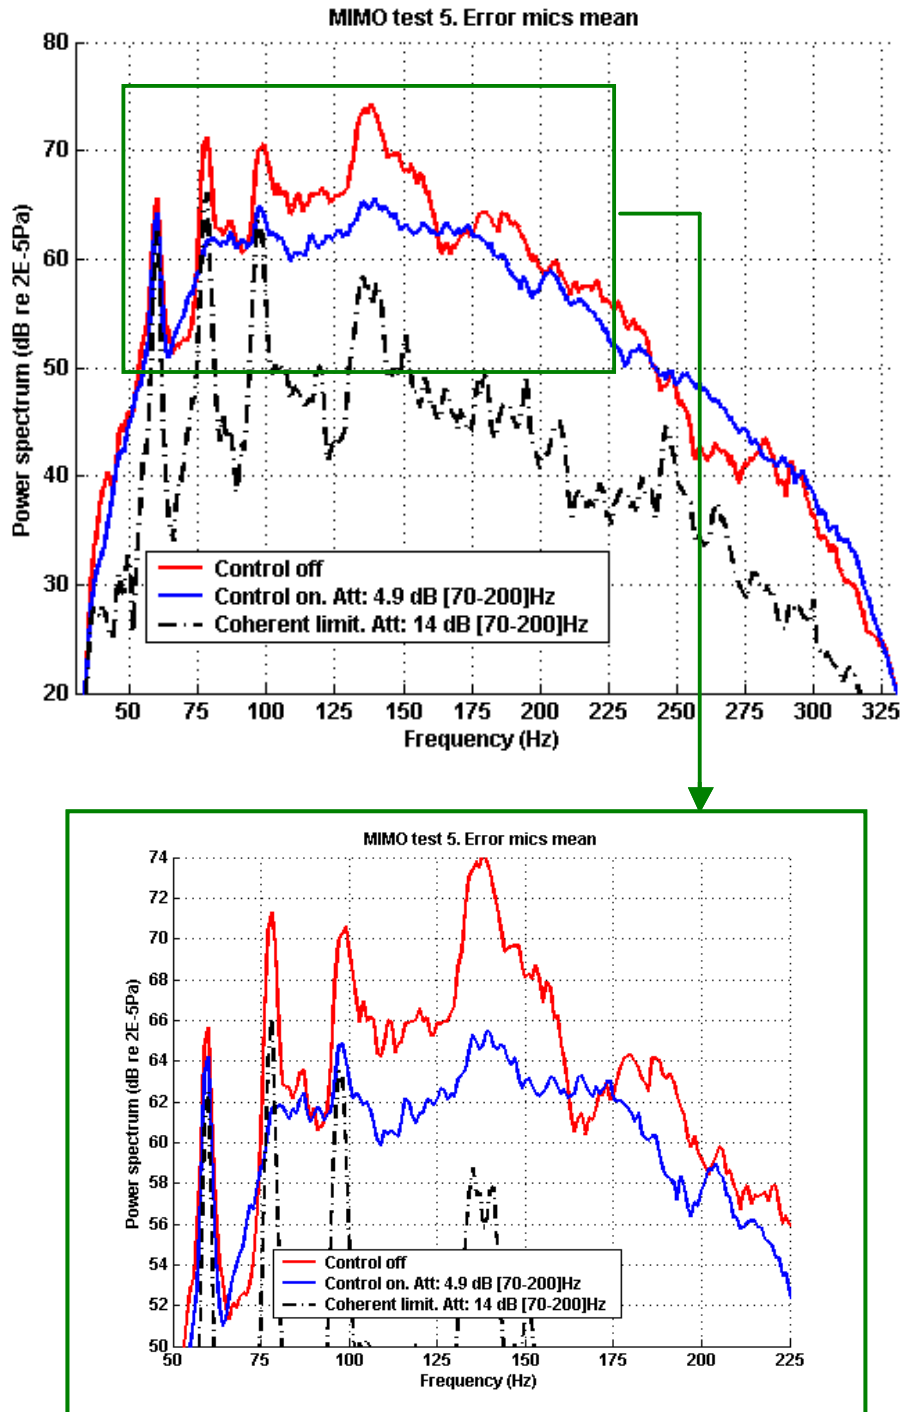 MIMO test 5. Error mics mean
80
70
60
50
40
30
20
Power spectrum (dB re 2E-5Pa)
Control off
Control on. Att: 4.9 dB [70-200]Hz
Coherent limit. Att: 14 dB [70-200]Hz
50 75 100 125 150 175 200 225 250 275 300 325
Frequency (Hz)
MIMO test 5. Error mics mean
74
72
70
68
66
64
62
60
58
56
54
52
50
Power spectrum (dB re 2E-5Pa)
Control off
Control on. Att: 4.9 dB [70-200]Hz
Coherent limit. Att: 14 dB [70-200]Hz
50 75 100 125 150 175 200 225
Frequency (Hz)